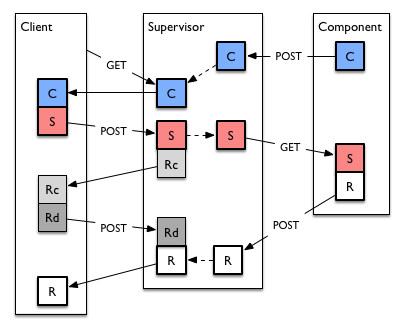 Client Supervisor Component
C POST C
GET
C C
S POST S S
GET
Rc S
Rc R
Rd POST Rd POST
R R
R